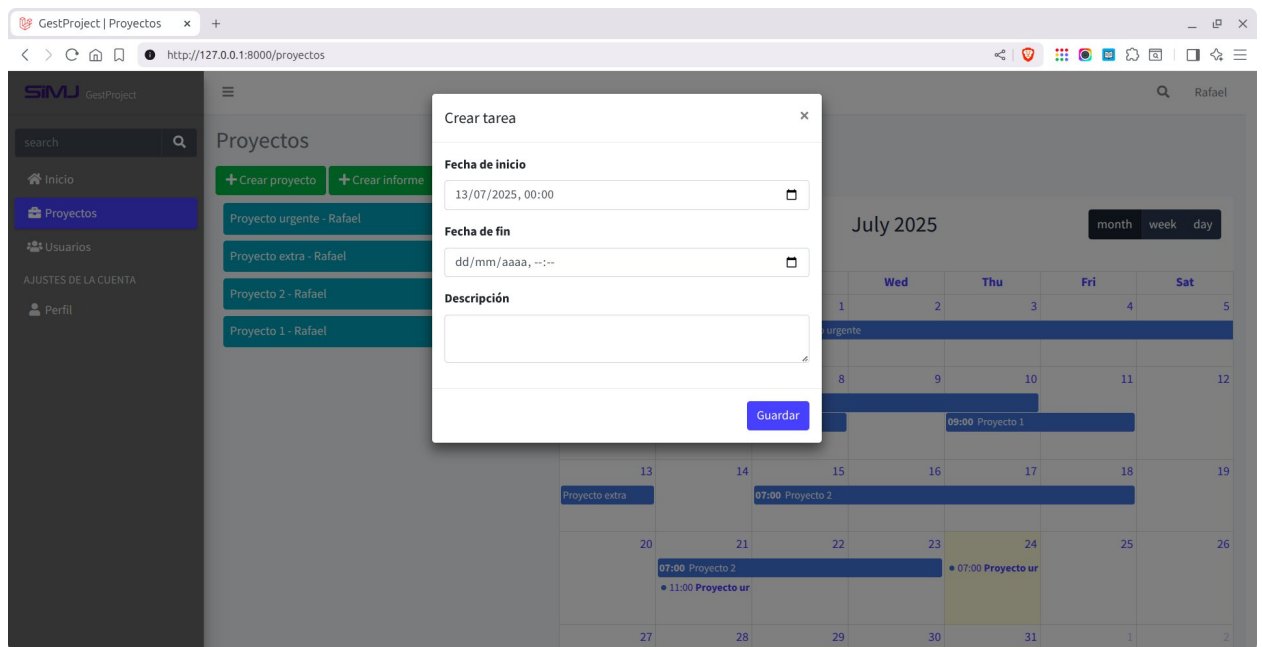 GestProject | Proyectos
http://127.0.0.1:8000/proyectos
SIMU GestProject
Rafael
search
Inicio
Proyectos
Usuarios
AJUSTES DE LA CUENTA
Perfil
Proyectos
Crear proyecto
Crear informe
Proyecto urgente - Rafael
Proyecto extra - Rafael
Proyecto 2 - Rafael
Proyecto 1 - Rafael
Crear tarea
Fecha de inicio
13/07/2025, 00:00
Fecha de fin
dd/mm/aaaa, --:--
Descripción
Guardar
July 2025
month week day
Wed Thu Fri Sat
1 2 3 4 5
urgente
8 9 10 11 12
09:00 Proyecto 1
13 14 15 16 17 18 19
Proyecto extra
07:00 Proyecto 2
20 21 22 23 24 25 26
07:00 Proyecto 2
07:00 Proyecto ur
11:00 Proyecto ur
27 28 29 30 31 1 2